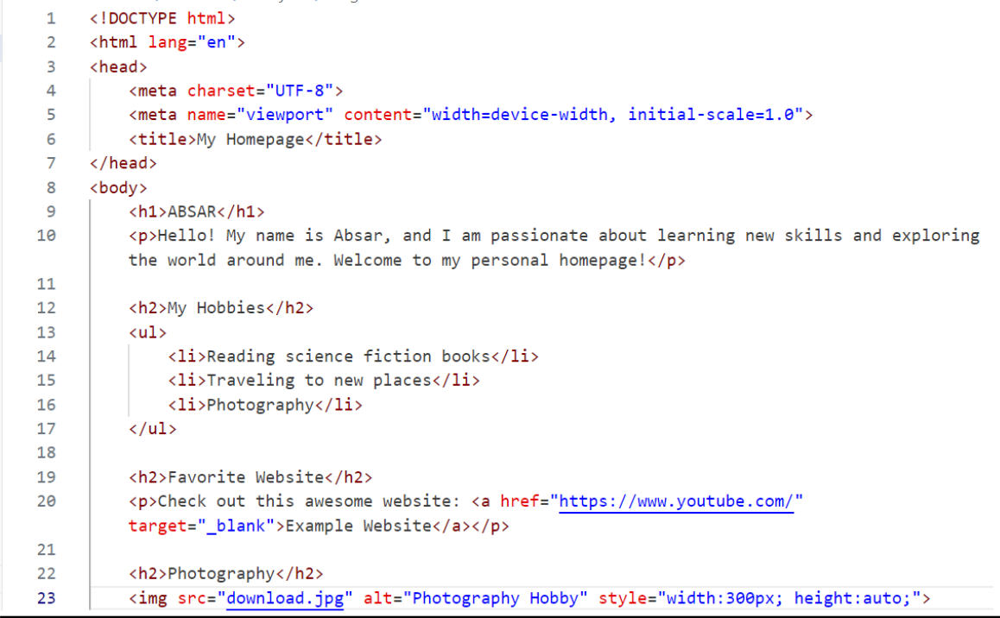 1 <!DOCTYPE html>
2 <html lang="en">
3 <head>
4 <meta charset="UTF-8">
5 <meta name="viewport" content="width=device-width, initial-scale=1.0">
6 <title>My Homepage</title>
7 </head>
8 <body>
9 <h1>ABSAR</h1>
10 <p>Hello! My name is Absar, and I am passionate about learning new skills and exploring
the world around me. Welcome to my personal homepage!</p>
11
12 <h2>My Hobbies</h2>
13 <ul>
14 <li>Reading science fiction books</li>
15 <li>Traveling to new places</li>
16 <li>Photography</li>
17 </ul>
18
19 <h2>Favorite Website</h2>
20 <p>Check out this awesome website: <a href="https://www.youtube.com/"
target="_blank">Example Website</a></p>
21
22 <h2>Photography</h2>
23 <img src="download.jpg" alt="Photography Hobby" style="width:300px; height:auto;">